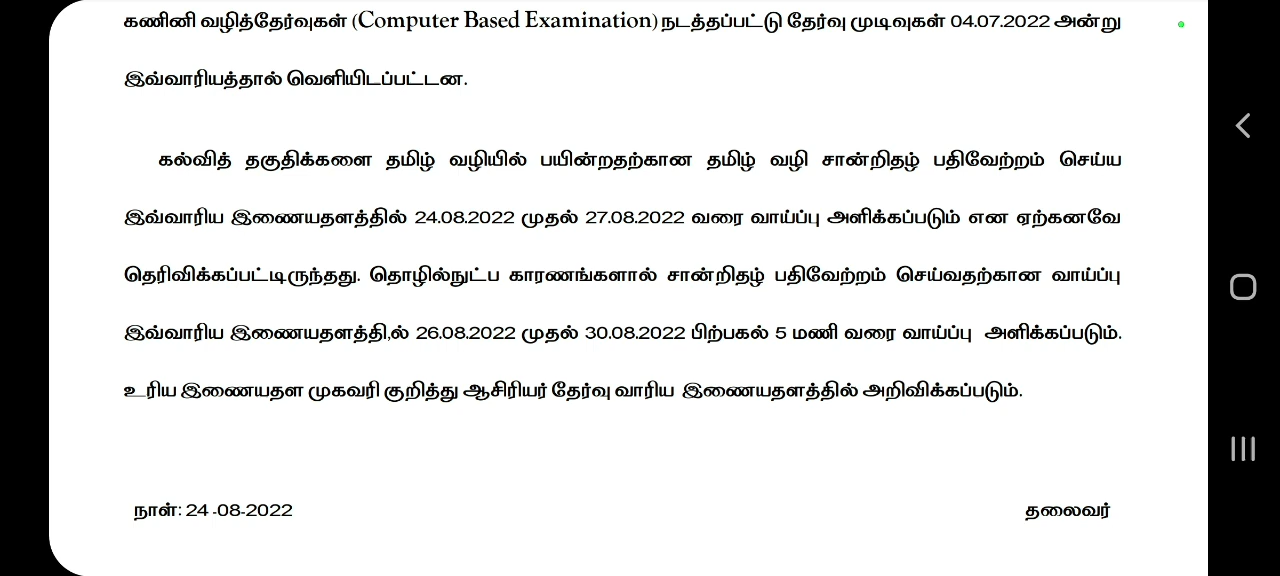 கணினி வழித்தேர்வுகள் (Computer Based Examination) நடத்தப்பட்டு தேர்வு முடிவுகள் 04.07.2022 அன்று
இவ்வாரியத்தால் வெளியிடப்பட்டன.
கல்வித் தகுதிக்களை தமிழ் வழியில் பயின்றதற்கான தமிழ் வழி சான்றிதழ் பதிவேற்றம் செய்ய
இவ்வாரிய இணையதளத்தில் 24.08.2022 முதல் 27.08.2022 வரை வாய்ப்பு அளிக்கப்படும் என ஏற்கனவே
தெரிவிக்கப்பட்டிருந்தது. தொழில்நுட்ப காரணங்களால் சான்றிதழ் பதிவேற்றம் செய்வதற்கான வாய்ப்பு
இவ்வாரிய இணையதளத்தி,ல் 26.08.2022 முதல் 30.08.2022 பிற்பகல் 5 மணி வரை வாய்ப்பு அளிக்கப்படும்.
உரிய இணையதள முகவரி குறித்து ஆசிரியர் தேர்வு வாரிய இணையதளத்தில் அறிவிக்கப்படும்.
நாள்: 24 -08-2022 தலைவர்